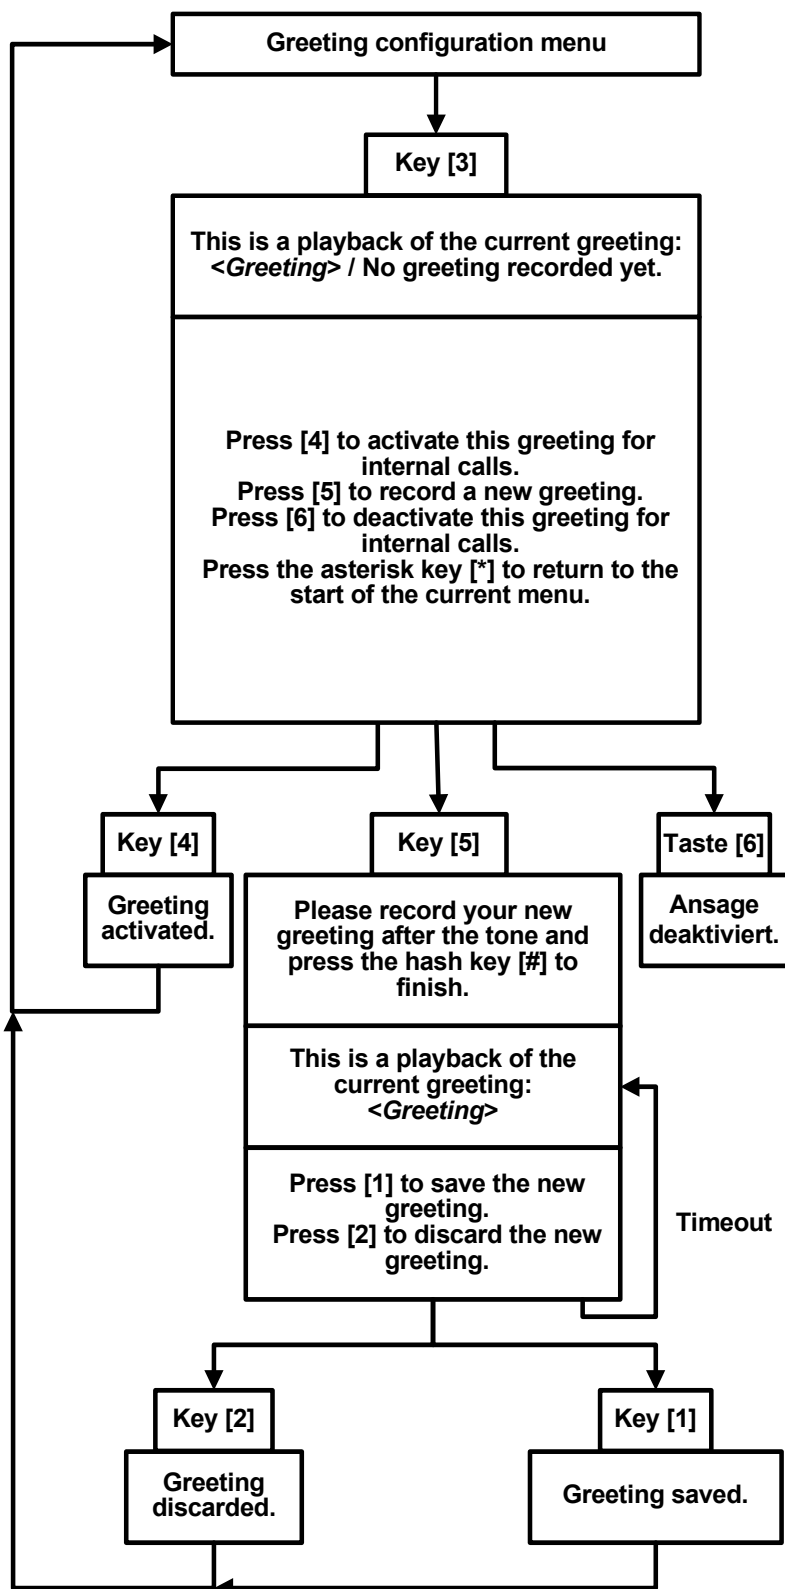 Greeting configuration menu
Key [3]
This is a playback of the current greeting:
<Greeting> / No greeting recorded yet.
Press [4] to activate this greeting for
internal calls.
Press [5] to record a new greeting.
Press [6] to deactivate this greeting for
internal calls.
Press the asterisk key [*] to return to the
start of the current menu.
Key [4]
Greeting
activated.
Key [5]
Please record your new
greeting after the tone and
press the hash key [#] to
finish.
This is a playback of the
current greeting:
<Greeting>
Press [1] to save the new
greeting.
Press [2] to discard the new
greeting.
Taste [6]
Ansage
deaktiviert.
Timeout
Key [2]
Greeting
discarded.
Key [1]
Greeting saved.